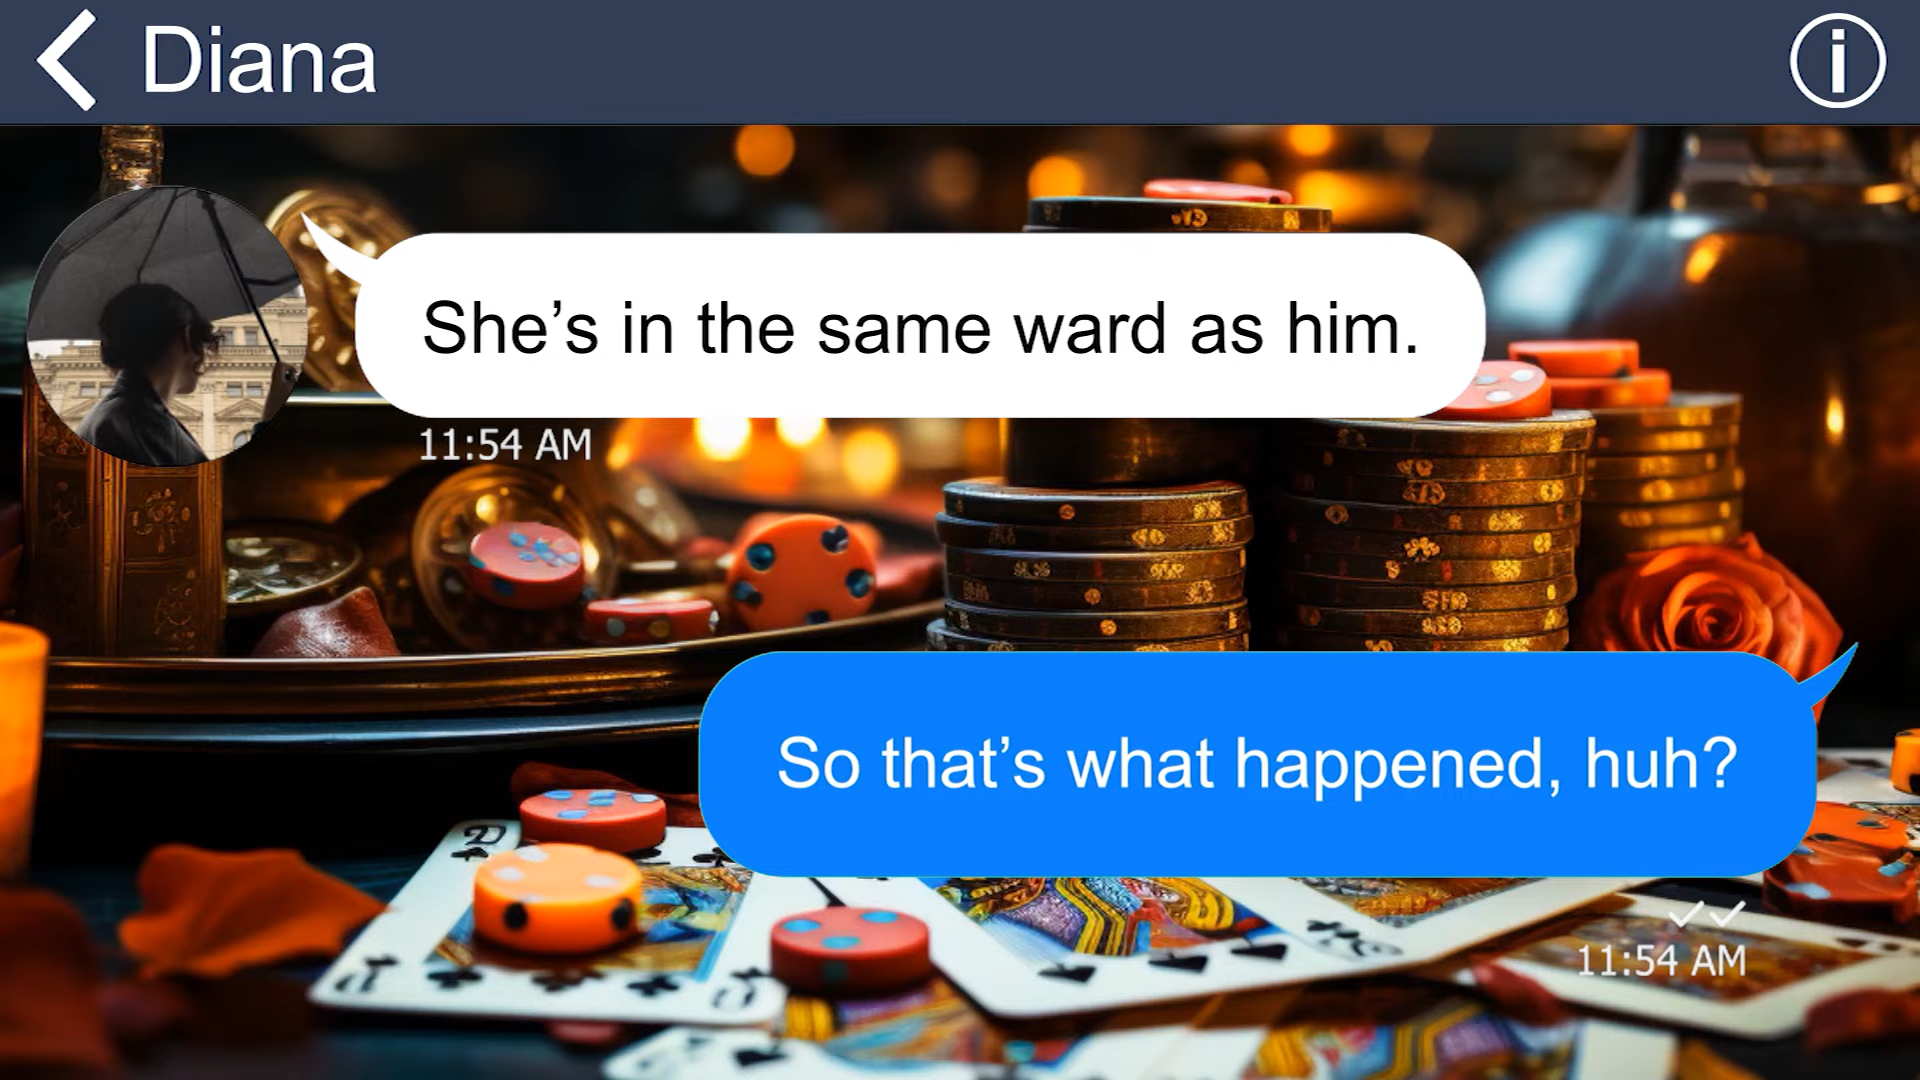 Diana
She’s in the same ward as him.
11:54 AM
So that’s what happened, huh?
11:54 AM